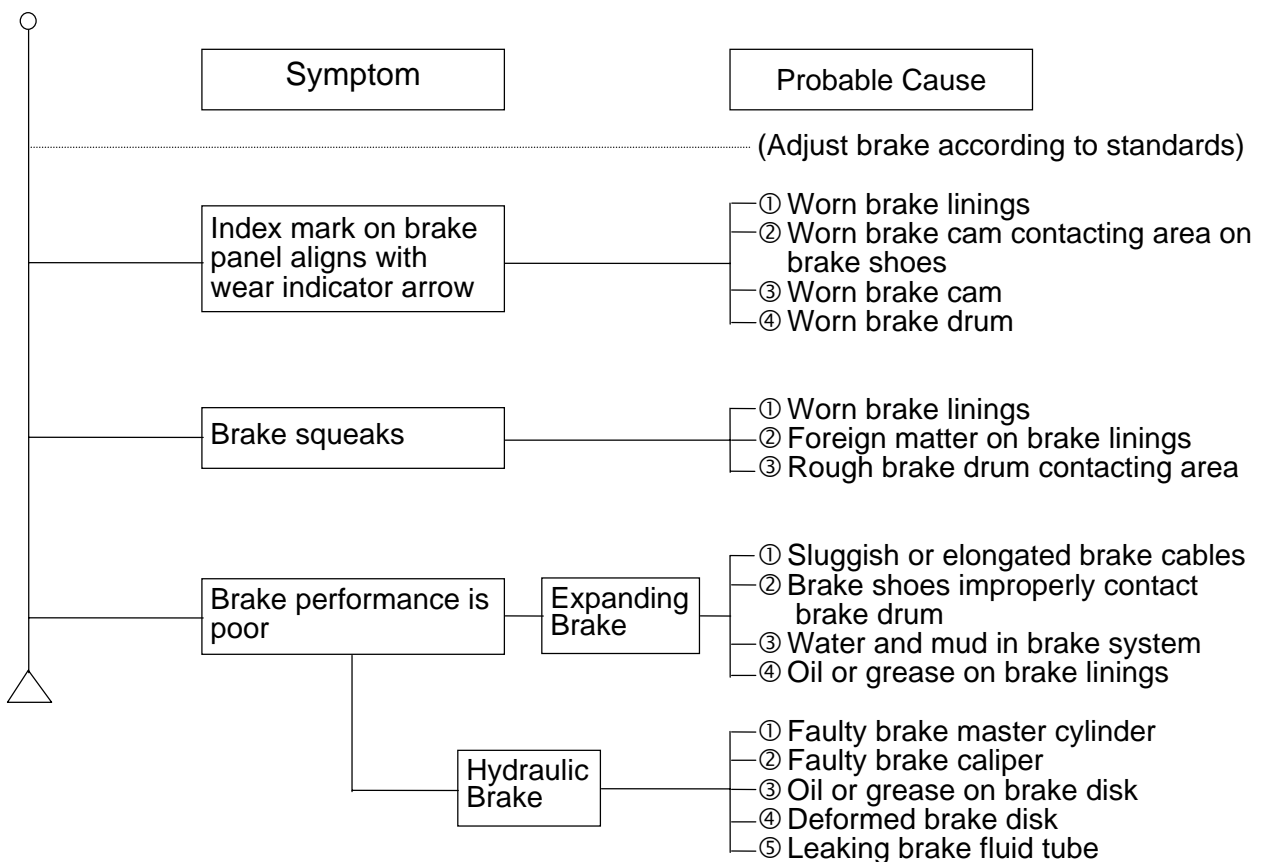 Symptom
Probable Cause
(Adjust brake according to standards)
Index mark on brake
panel aligns with
wear indicator arrow
① Worn brake linings
② Worn brake cam contacting area on
brake shoes
③ Worn brake cam
④ Worn brake drum
Brake squeaks
① Worn brake linings
② Foreign matter on brake linings
③ Rough brake drum contacting area
Brake performance is
poor
Expanding
Brake
① Sluggish or elongated brake cables
② Brake shoes improperly contact
brake drum
③ Water and mud in brake system
④ Oil or grease on brake linings
Hydraulic
Brake
① Faulty brake master cylinder
② Faulty brake caliper
③ Oil or grease on brake disk
④ Deformed brake disk
⑤ Leaking brake fluid tube